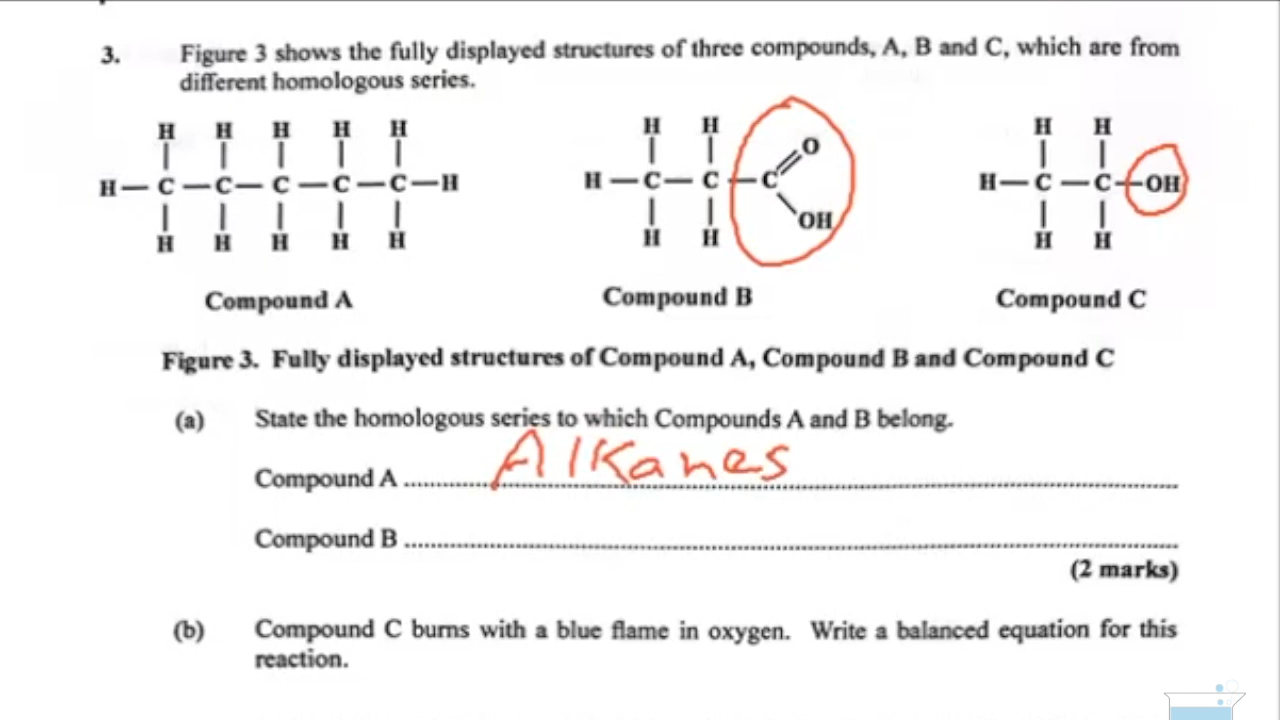 3. Figure 3 shows the fully displayed structures of three compounds, A, B and C, which are from
different homologous series.
H H H H H
H—C—C—C—C—C—H
H H H H H
Compound A
H H O
H—C—C—C
OH
H H
Compound B
H H
H—C—C—OH
H H
Compound C
Figure 3. Fully displayed structures of Compound A, Compound B and Compound C
(a) State the homologous series to which Compounds A and B belong.
Compound A Alkanes
Compound B
(2 marks)
(b) Compound C burns with a blue flame in oxygen. Write a balanced equation for this
reaction.